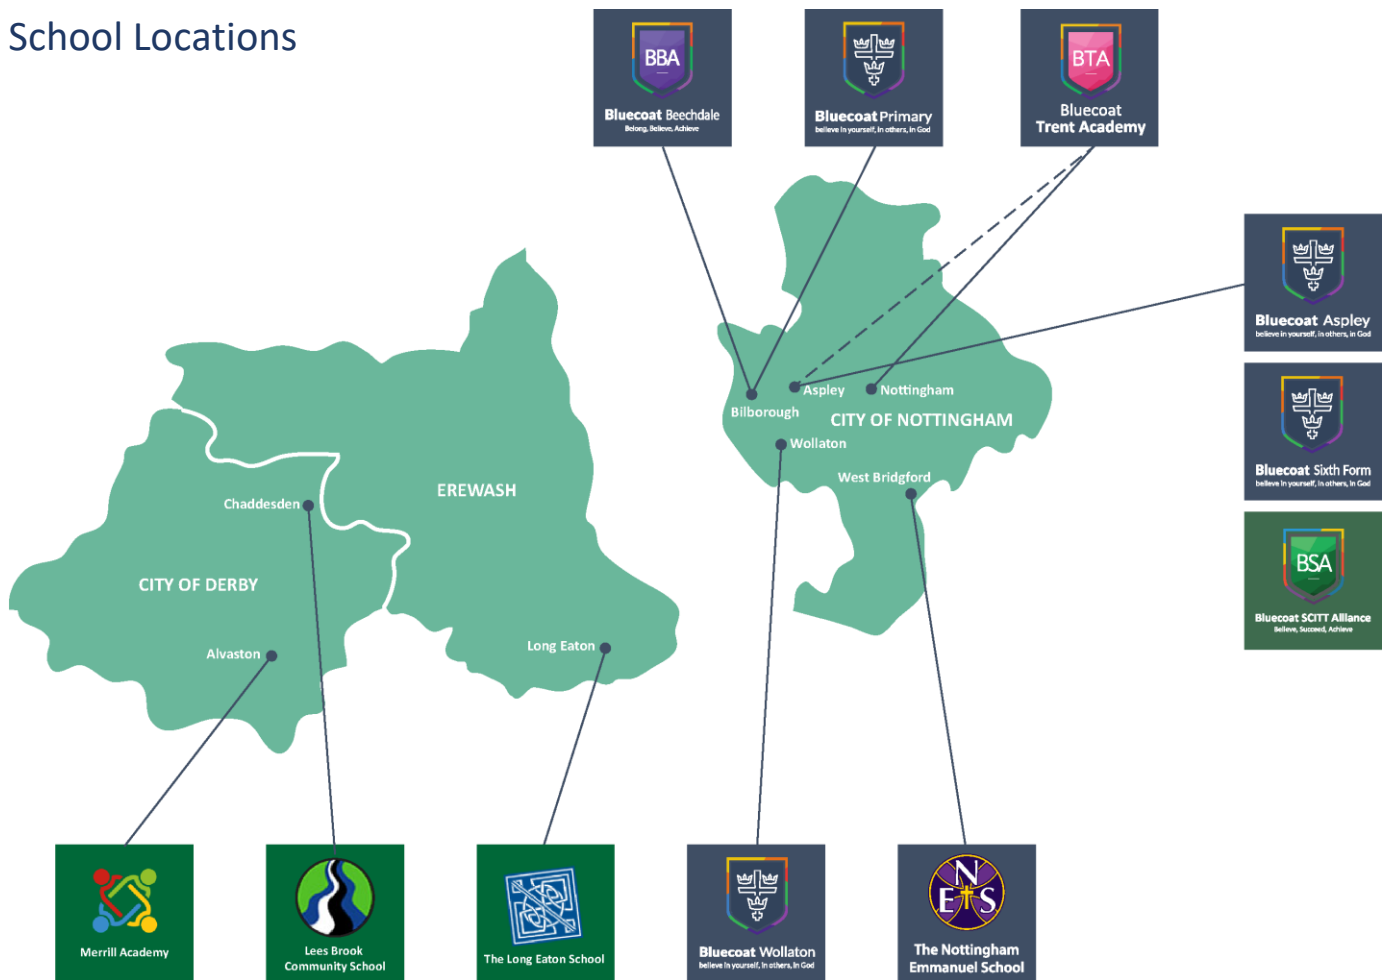 School Locations
BBA
Bluecoat Beechdale
Belong, Believe, Achieve
Bluecoat Primary
believe in yourself, in others, in God
BTA
Bluecoat
Trent Academy
Bluecoat Aspley
believe in yourself, in others, in God
Bluecoat Sixth Form
believe in yourself, in others, in God
BSA
Bluecoat SCITT Alliance
Believe, Succeed, Achieve
Aspley
Nottingham
Bilborough
CITY OF NOTTINGHAM
Wollaton
West Bridgford
EREWASH
Chaddesden
CITY OF DERBY
Alvaston
Long Eaton
Merrill Academy
Lees Brook
Community School
The Long Eaton School
Bluecoat Wollaton
believe in yourself, in others, in God
N
E S
The Nottingham
Emmanuel School